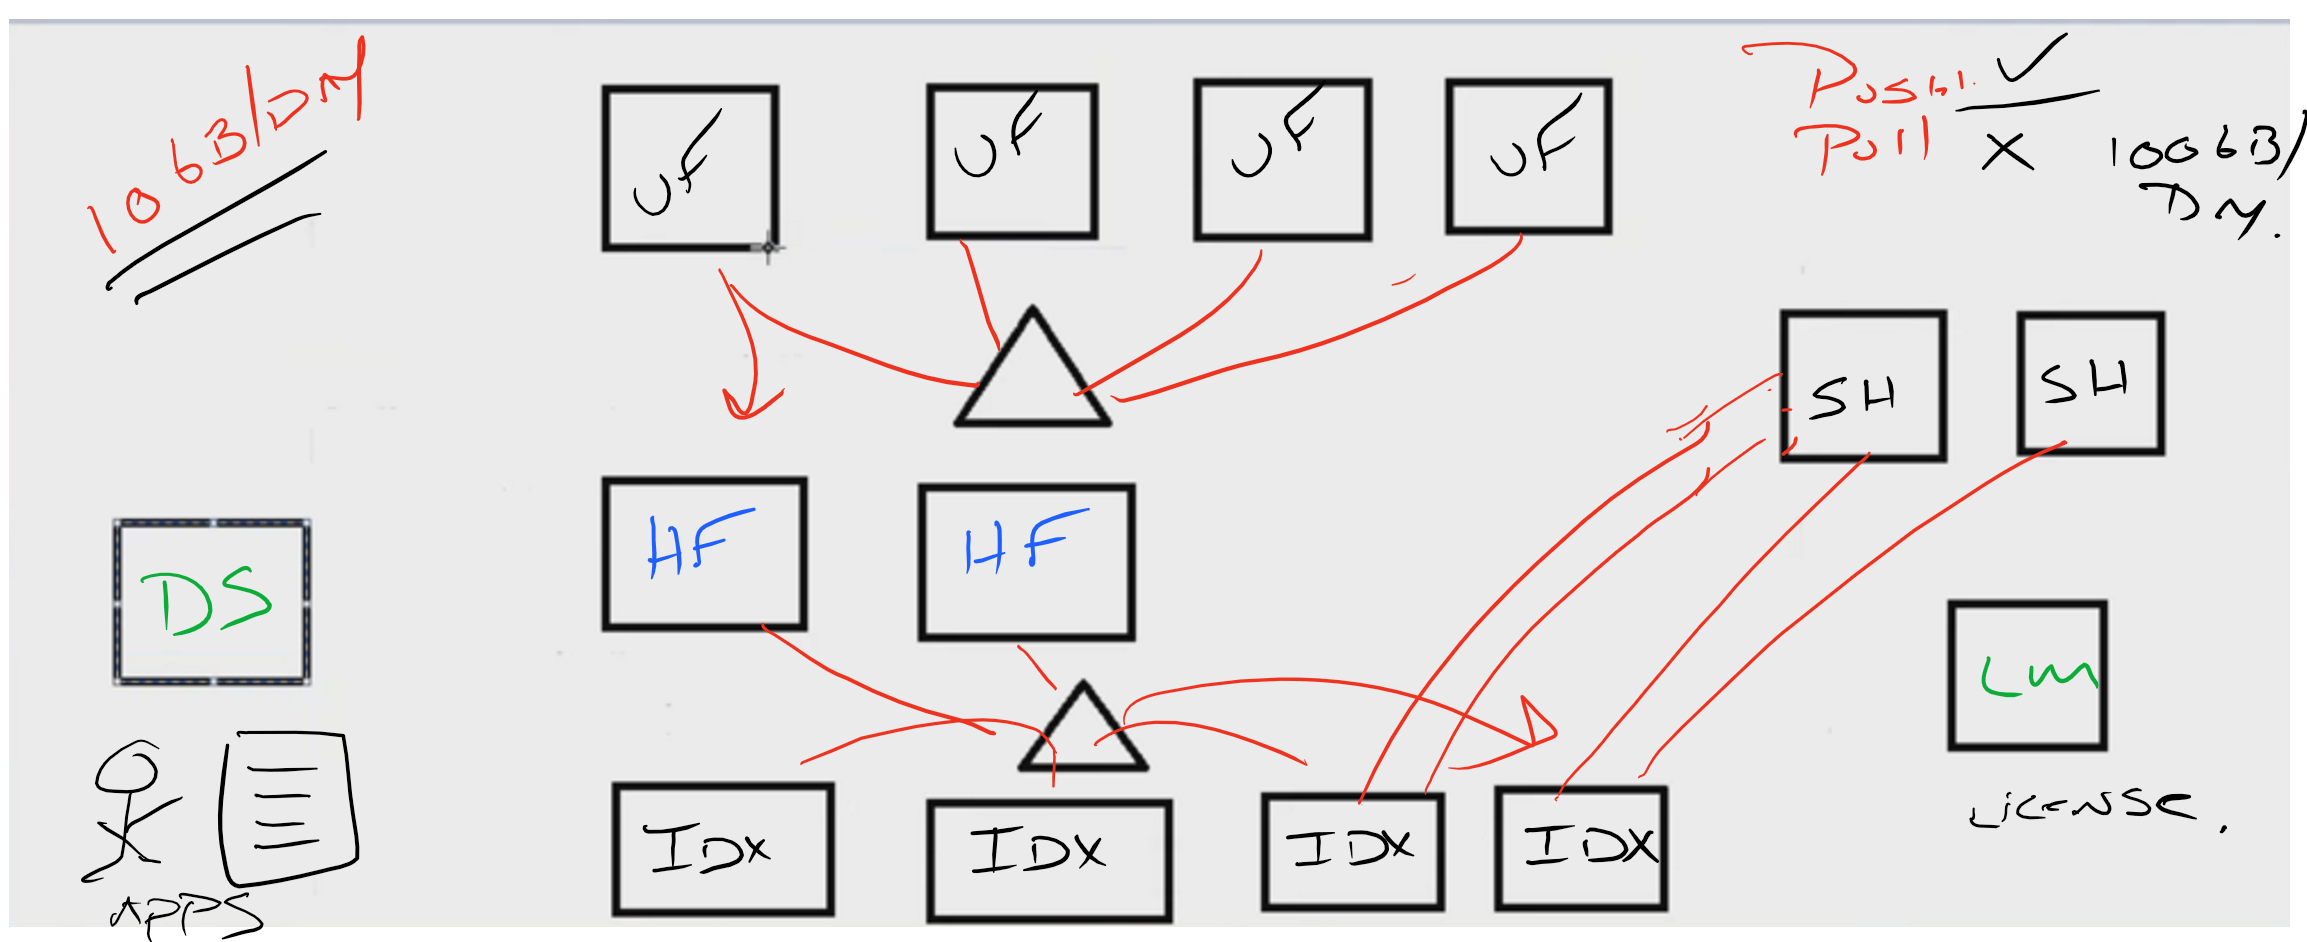 10GB/DAY
UF
UF
UF
UF
Push
Poll
100GB/
DAY.
SH
SH
HF
HF
DS
LM
LICENSE.
IDX
IDX
IDX
IDX
APPS